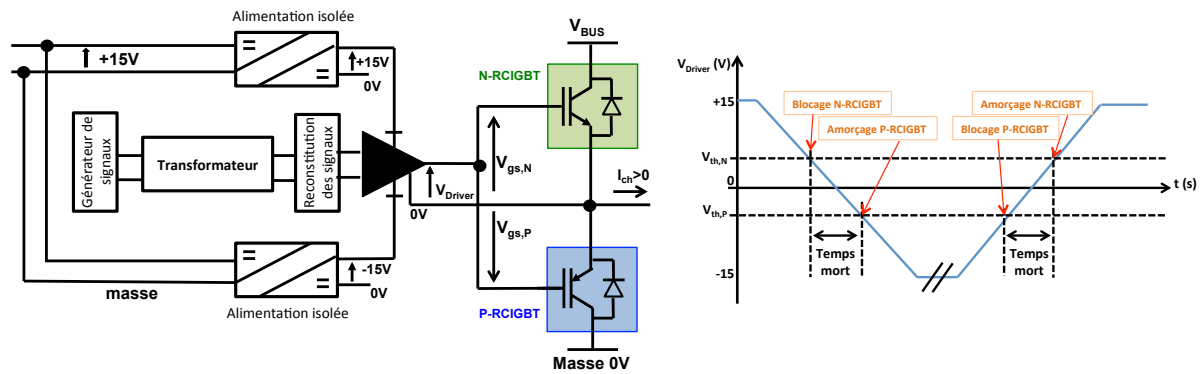 Alimentation isolée
+15V
+15V
0V
Générateur de
signaux
Transformateur
Reconstitution
des signaux
-15V
0V
masse
Alimentation isolée
V_BUS
N-RCIGBT
V_gs,N
V_Driver
0V
I_ch>0
V_gs,P
P-RCIGBT
Masse 0V
V_Driver (V)
+15
Blocage N-RCIGBT
Amorçage P-RCIGBT
Amorçage N-RCIGBT
Blocage P-RCIGBT
V_th,N
0
t (s)
V_th,P
Temps
mort
Temps
mort
-15